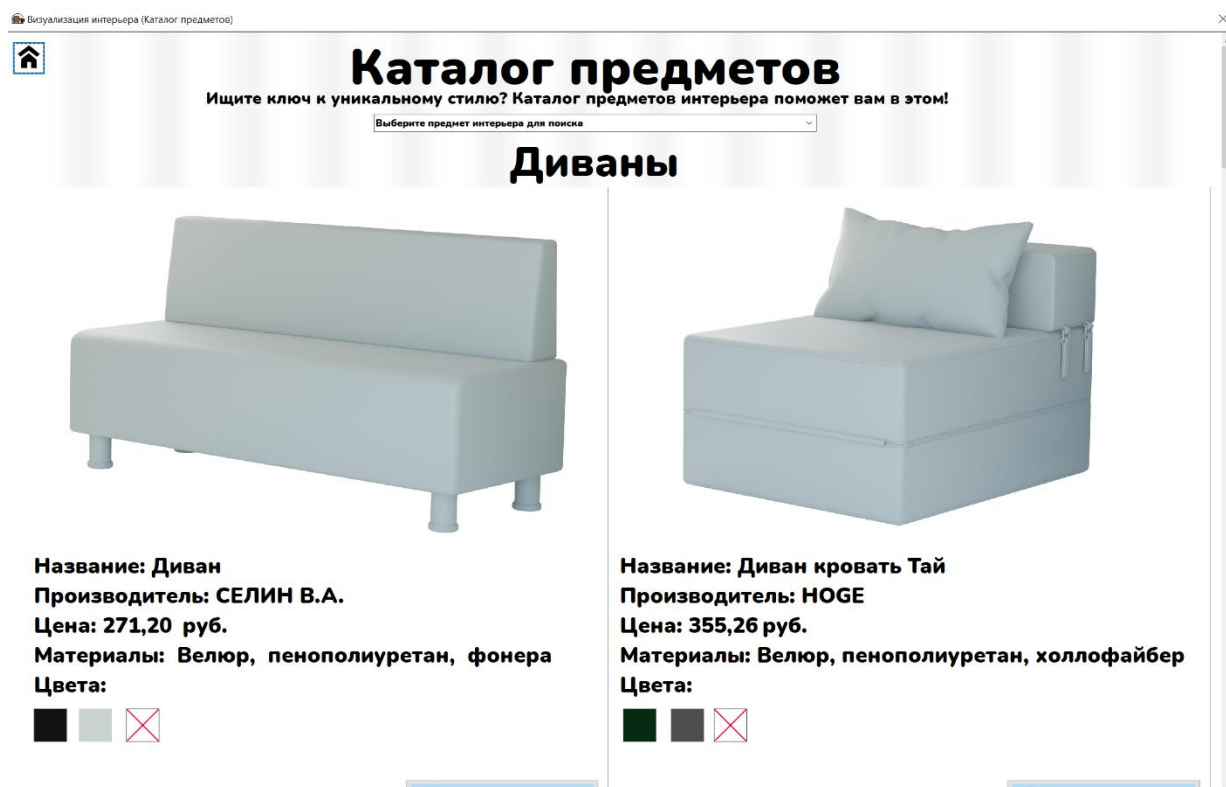 Визуализация интерьера (Каталог предметов)
Каталог предметов
Ищите ключ к уникальному стилю? Каталог предметов интерьера поможет вам в этом!
Выберите предмет интерьера для поиска
Диваны
Название: Диван
Производитель: СЕЛИН В.А.
Цена: 271,20 руб.
Материалы: Велюр, пенополиуретан, фонера
Цвета:
Название: Диван кровать Тай
Производитель: HOGE
Цена: 355,26 руб.
Материалы: Велюр, пенополиуретан, холлофайбер
Цвета: